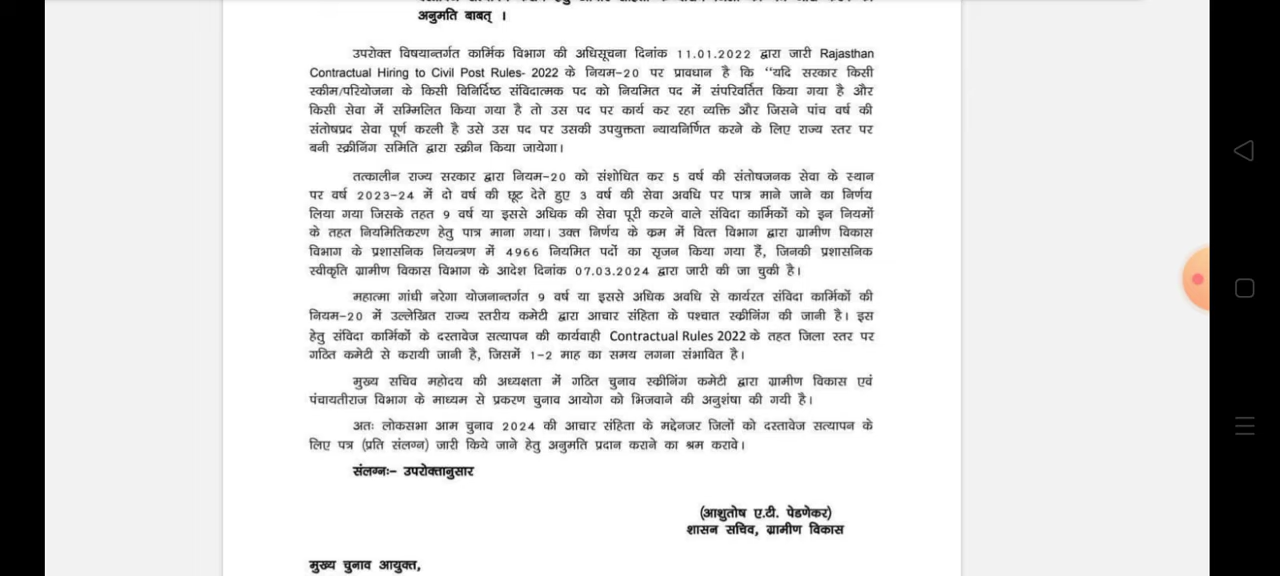 अनुमति बाबत् ।
उपरोक्त विषयान्तर्गत कार्मिक विभाग की अधिसूचना दिनांक 11.01.2022 द्वारा जारी Rajasthan
Contractual Hiring to Civil Post Rules- 2022 के नियम-20 पर प्रावधान है कि "यदि सरकार किसी
स्कीम/परियोजना के किसी विनिर्दिष्ठ संविदात्मक पद को नियमित पद में संपरिवर्तित किया गया है और
किसी सेवा में सम्मिलित किया गया है तो उस पद पर कार्य कर रहा व्यक्ति और जिसने पांच वर्ष की
संतोषप्रद सेवा पूर्ण करली है उसे उस पद पर उसकी उपयुक्तता न्यायनिर्णित करने के लिए राज्य स्तर पर
बनी स्क्रीनिंग समिति द्वारा स्क्रीन किया जायेगा।
तत्कालीन राज्य सरकार द्वारा नियम-20 को संशोधित कर 5 वर्ष की संतोषजनक सेवा के स्थान
पर वर्ष 2023-24 में दो वर्ष की छूट देते हुए 3 वर्ष की सेवा अवधि पर पात्र माने जाने का निर्णय
लिया गया जिसके तहत 9 वर्ष या इससे अधिक की सेवा पूरी करने वाले संविदा कार्मिकों को इन नियमों
के तहत नियमितिकरण हेतु पात्र माना गया। उक्त निर्णय के क्रम में वित्त विभाग द्वारा ग्रामीण विकास
विभाग के प्रशासनिक नियन्त्रण में 4966 नियमित पदों का सृजन किया गया हैं, जिनकी प्रशासनिक
स्वीकृति ग्रामीण विकास विभाग के आदेश दिनांक 07.03.2024 द्वारा जारी की जा चुकी है।
महात्मा गांधी नरेगा योजनान्तर्गत 9 वर्ष या इससे अधिक अवधि से कार्यरत संविदा कार्मिकों की
नियम-20 में उल्लेखित राज्य स्तरीय कमेटी द्वारा आचार संहिता के पश्चात स्क्रीनिंग की जानी है। इस
हेतु संविदा कार्मिकों के दस्तावेज सत्यापन की कार्यवाही Contractual Rules 2022 के तहत जिला स्तर पर
गठित कमेटी से करायी जानी है, जिसमें 1-2 माह का समय लगना संभावित है।
मुख्य सचिव महोदय की अध्यक्षता में गठित चुनाव स्क्रीनिंग कमेटी द्वारा ग्रामीण विकास एवं
पंचायतीराज विभाग के माध्यम से प्रकरण चुनाव आयोग को भिजवाने की अनुशंषा की गयी है।
अतः लोकसभा आम चुनाव 2024 की आचार संहिता के मद्देनजर जिलों को दस्तावेज सत्यापन के
लिए पत्र (प्रति संलग्न) जारी किये जाने हेतु अनुमति प्रदान कराने का श्रम करावे।
संलग्नः- उपरोक्तानुसार
(आशुतोष ए.टी. पेडणेकर)
शासन सचिव, ग्रामीण विकास
मुख्य चुनाव आयुक्त,